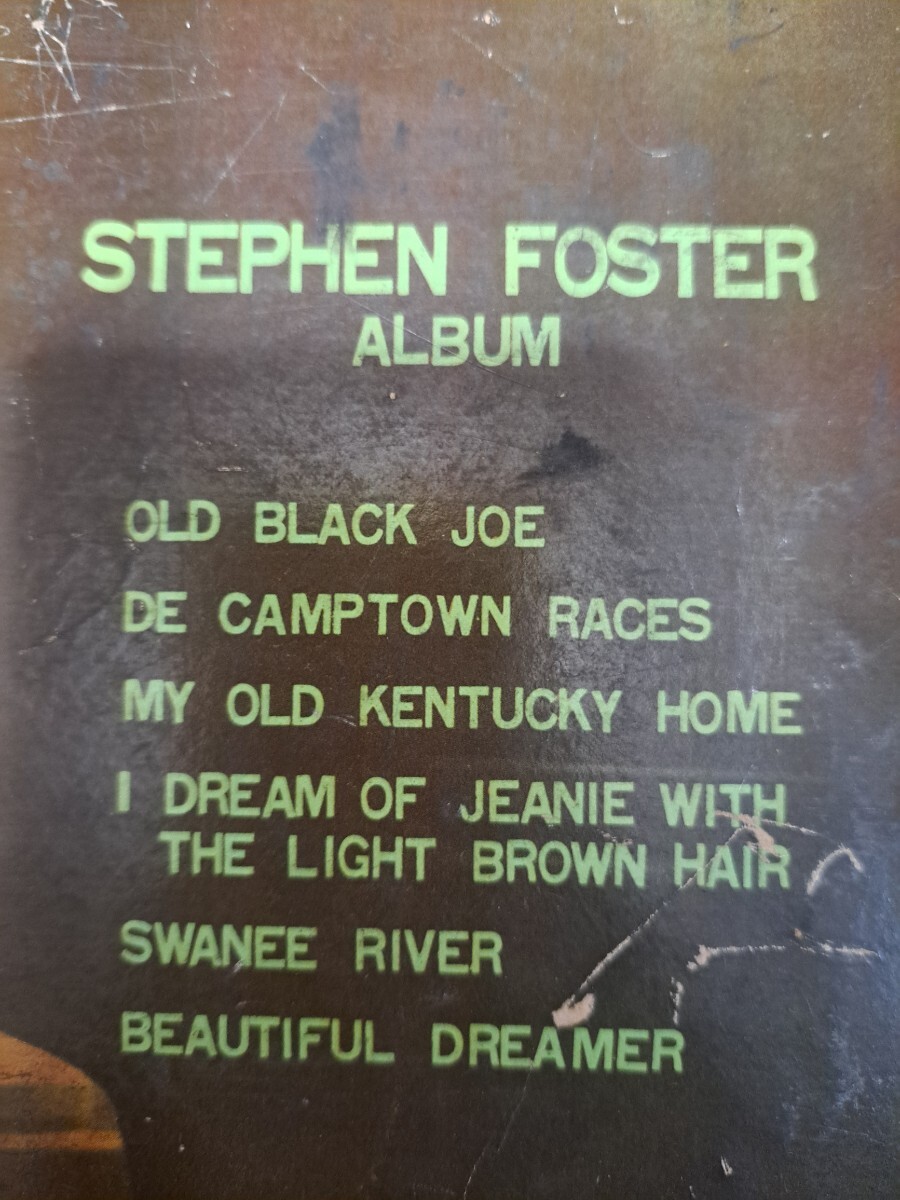 STEPHEN FOSTER
ALBUM
OLD BLACK JOE
DE CAMPTOWN RACES
MY OLD KENTUCKY HOME
I DREAM OF JEANIE WITH
THE LIGHT BROWN HAIR
SWANEE RIVER
BEAUTIFUL DREAMER